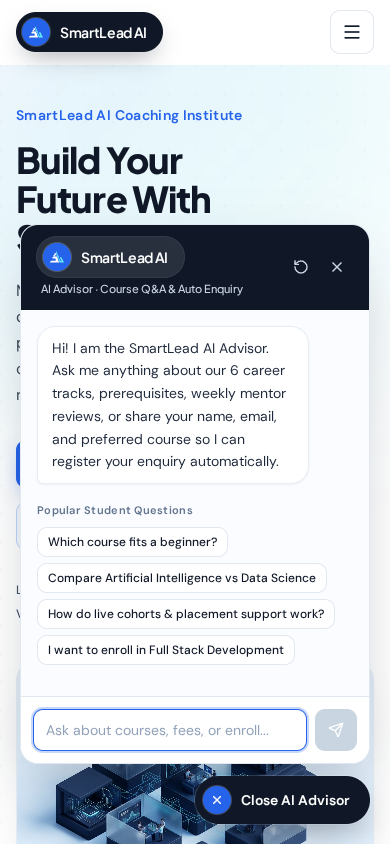 SmartLead AI
SmartLead AI Coaching Institute
Build Your
Future With
SmartLead AI
AI Advisor · Course Q&A & Auto Enquiry
Hi! I am the SmartLead AI Advisor.
Ask me anything about our 6 career
tracks, prerequisites, weekly mentor
reviews, or share your name, email,
and preferred course so I can
register your enquiry automatically.
Popular Student Questions
Which course fits a beginner?
Compare Artificial Intelligence vs Data Science
How do live cohorts & placement support work?
I want to enroll in Full Stack Development
Ask about courses, fees, or enroll...
Close AI Advisor